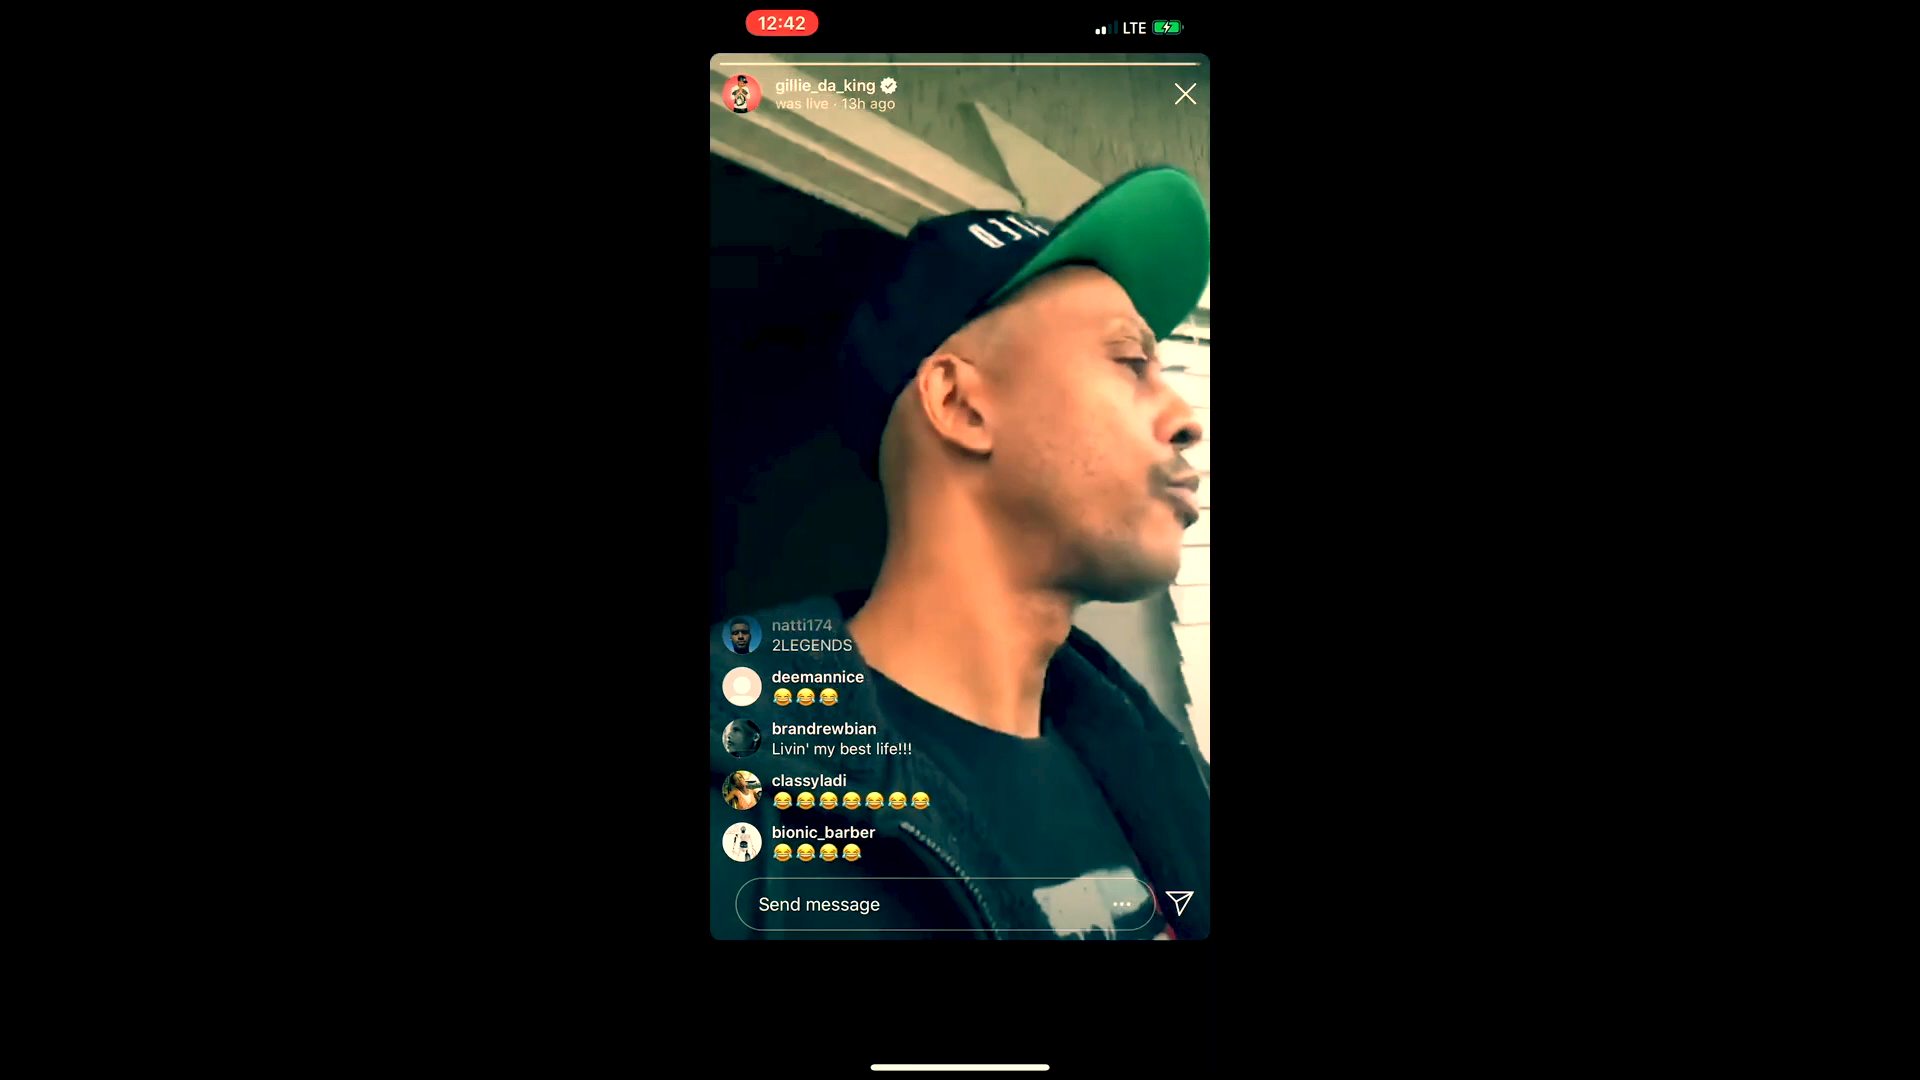 12:42
LTE
gillie_da_king
was live · 13h ago
natti174
2LEGENDS
deemannice
😂😂😂
brandrewbian
Livin' my best life!!!
classyladi
😂😂😂😂😂😂😂
bionic_barber
😂😂😂😂
Send message